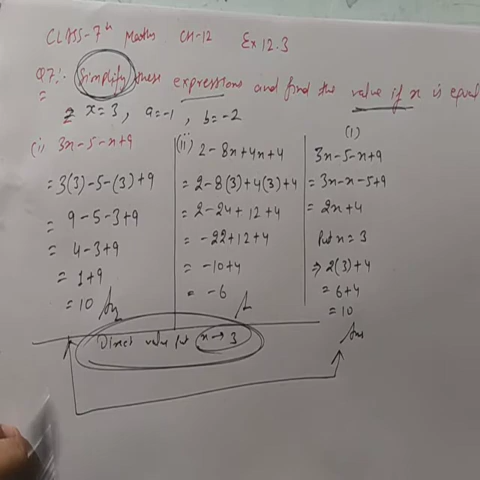 CLASS-7th Maths CH-12 Ex 12.3
Q7:- Simplify these expressions and find the value if x is equal
= 2 x=3, a=-1, b=-2
(i) 3x-5-x+9
=3(3)-5-(3)+9
= 9-5-3+9
= 4-3+9
= 1+9
=10 Ans
(ii) 2-8x+4x+4
=2-8(3)+4(3)+4
=2-24+12+4
= -22+12+4
= -10+4
= -6
(i)
3x-5-x+9
=3x-x-5+9
= 2x+4
Put x=3
⇒ 2(3)+4
= 6+4
=10
Ans
Direct value put x→3